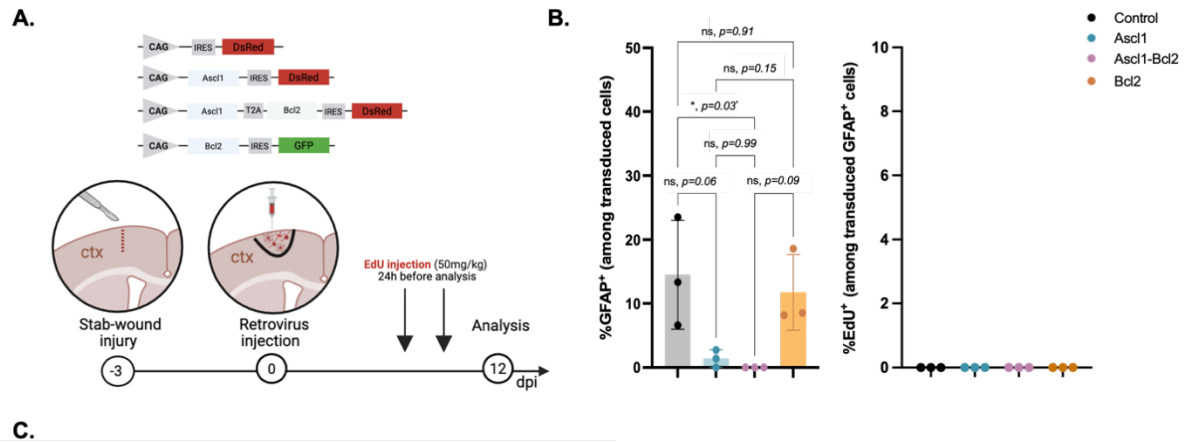 A.
CAG IRES DsRed
CAG Ascl1 IRES DsRed
CAG Ascl1 T2A Bcl2 IRES DsRed
CAG Bcl2 IRES GFP
ctx
ctx
EdU injection (50mg/kg)
24h before analysis
Stab-wound
injury
Retrovirus
injection
Analysis
-3
0
12
dpi
B.
%GFAP+ (among transduced cells)
50
40
30
20
10
0
ns, p=0.91
ns, p=0.15
*, p=0.03
ns, p=0.99
ns, p=0.06
ns, p=0.09
%EdU+ (among transduced GFAP+ cells)
10
8
6
4
2
0
Control
Ascl1
Ascl1-Bcl2
Bcl2
C.